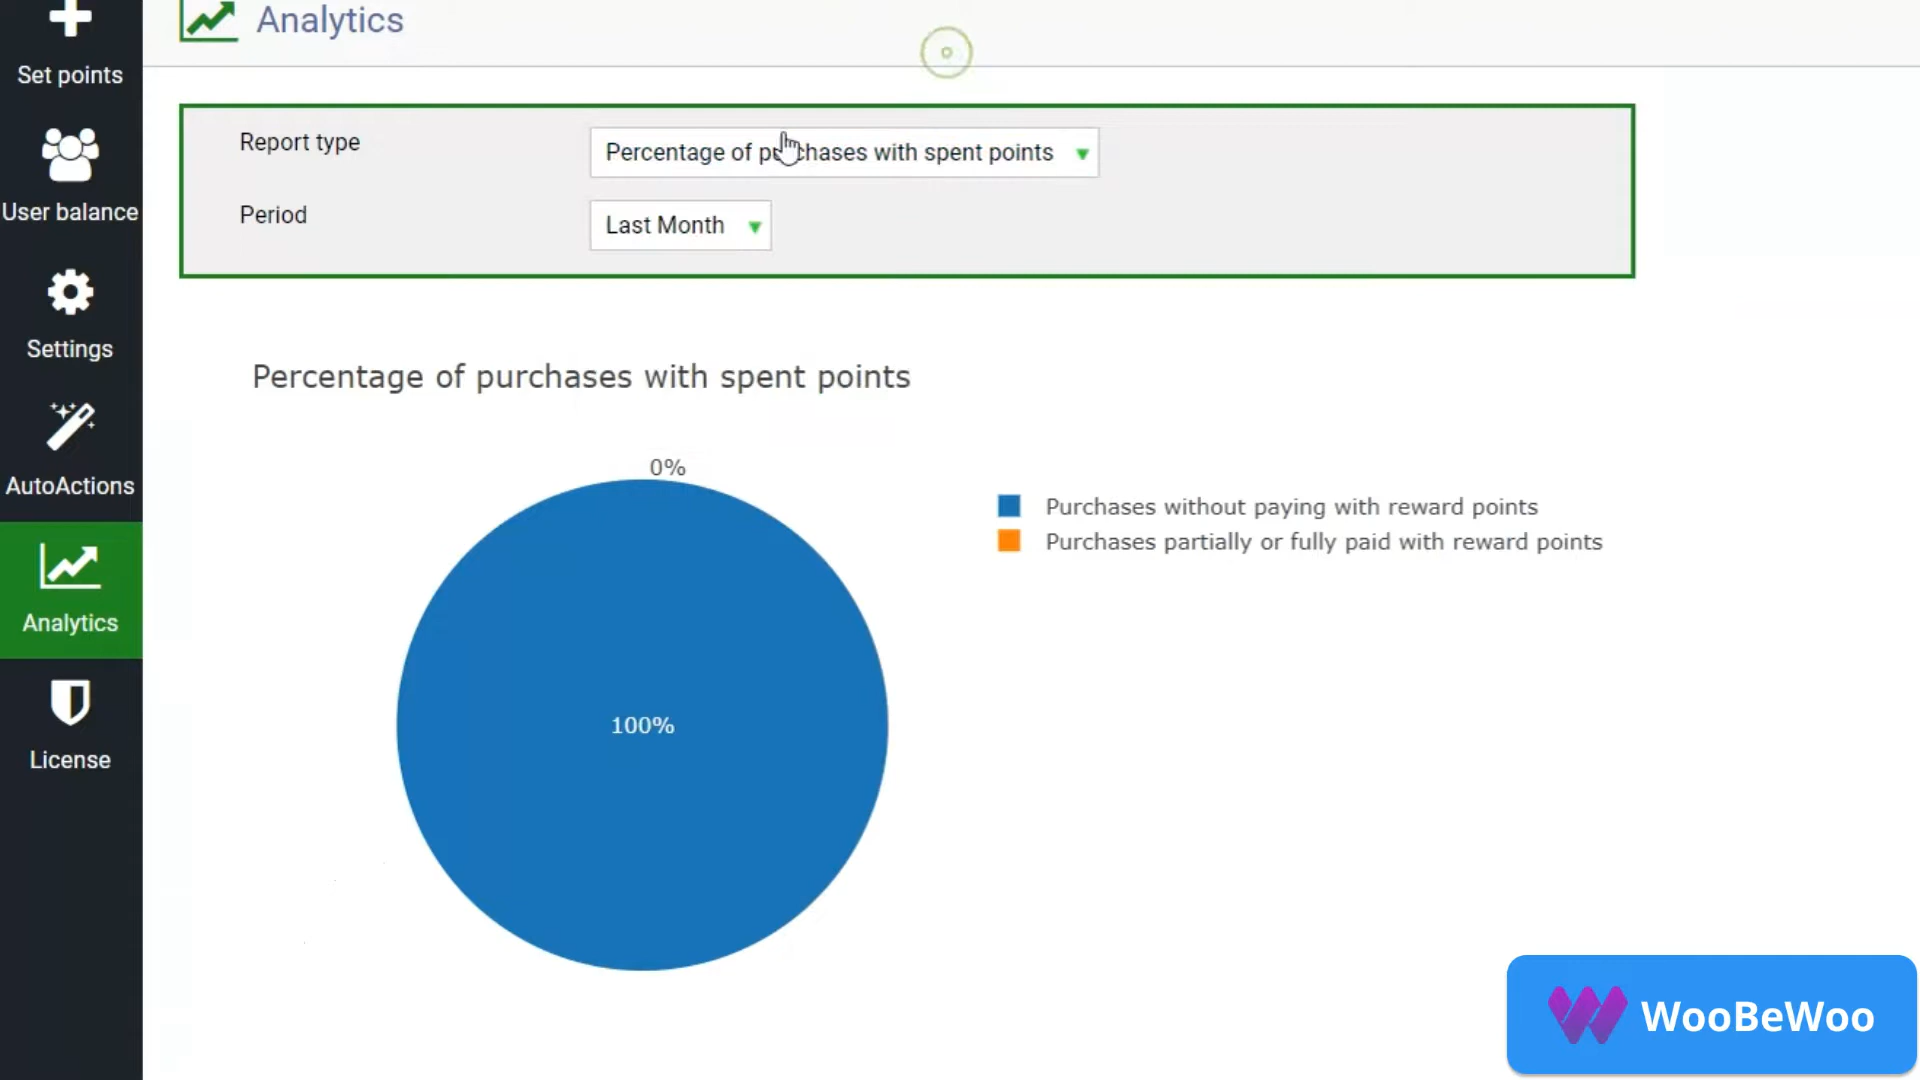 Analytics
Set points
User balance
Settings
AutoActions
Analytics
License
Report type
Percentage of purchases with spent points
Period
Last Month
Percentage of purchases with spent points
0%
100%
Purchases without paying with reward points
Purchases partially or fully paid with reward points
WooBeWoo